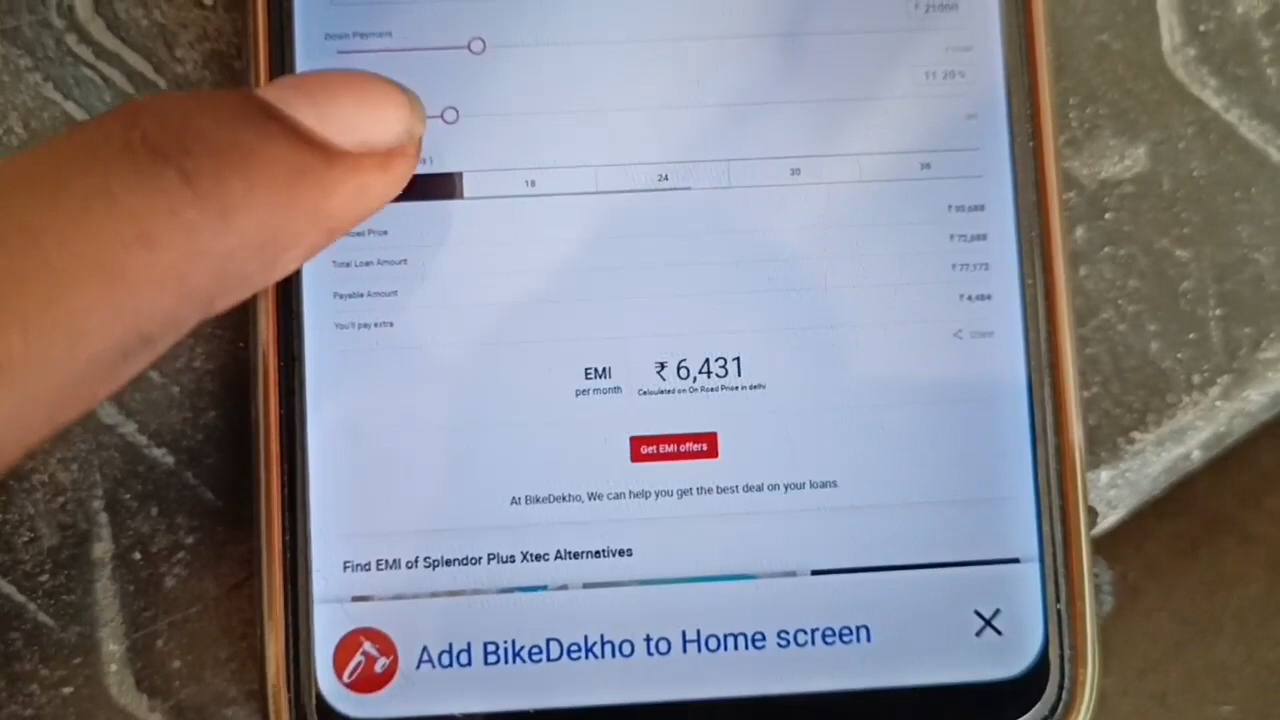 ₹ 21000
Down Payment
11.20 %
18 24 30 36
Price
Total Loan Amount ₹ 72,688
Payable Amount ₹ 77,172
You'll pay extra ₹ 4,484
Share
EMI ₹ 6,431
per month Calculated on On Road Price in delhi
Get EMI offers
At BikeDekho, We can help you get the best deal on your loans.
Find EMI of Splendor Plus Xtec Alternatives
Add BikeDekho to Home screen